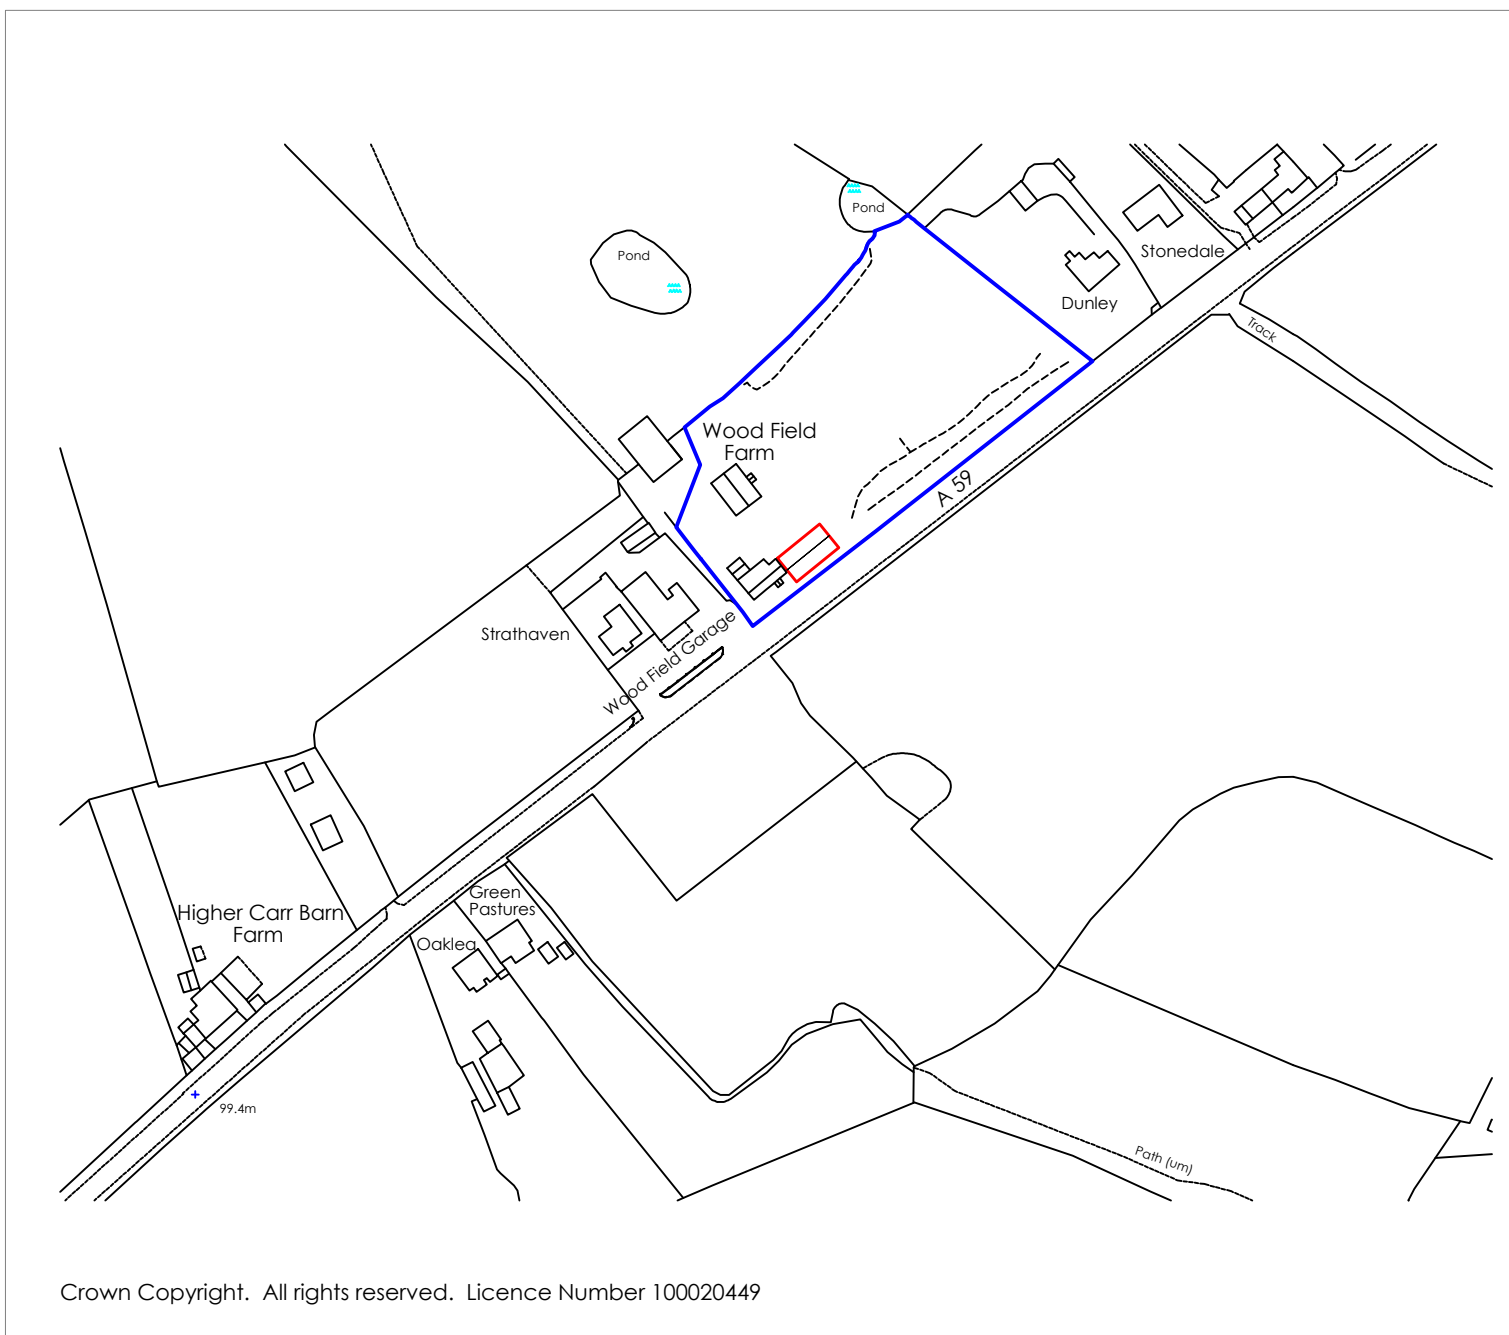 Pond
Pond
Stonedale
Dunley
Track
Wood Field
Farm
A 59
Strathaven
Wood Field Garage
Green
Pastures
Higher Carr Barn
Farm
Oaklea
99.4m
Path (um)
Crown Copyright. All rights reserved. Licence Number 100020449